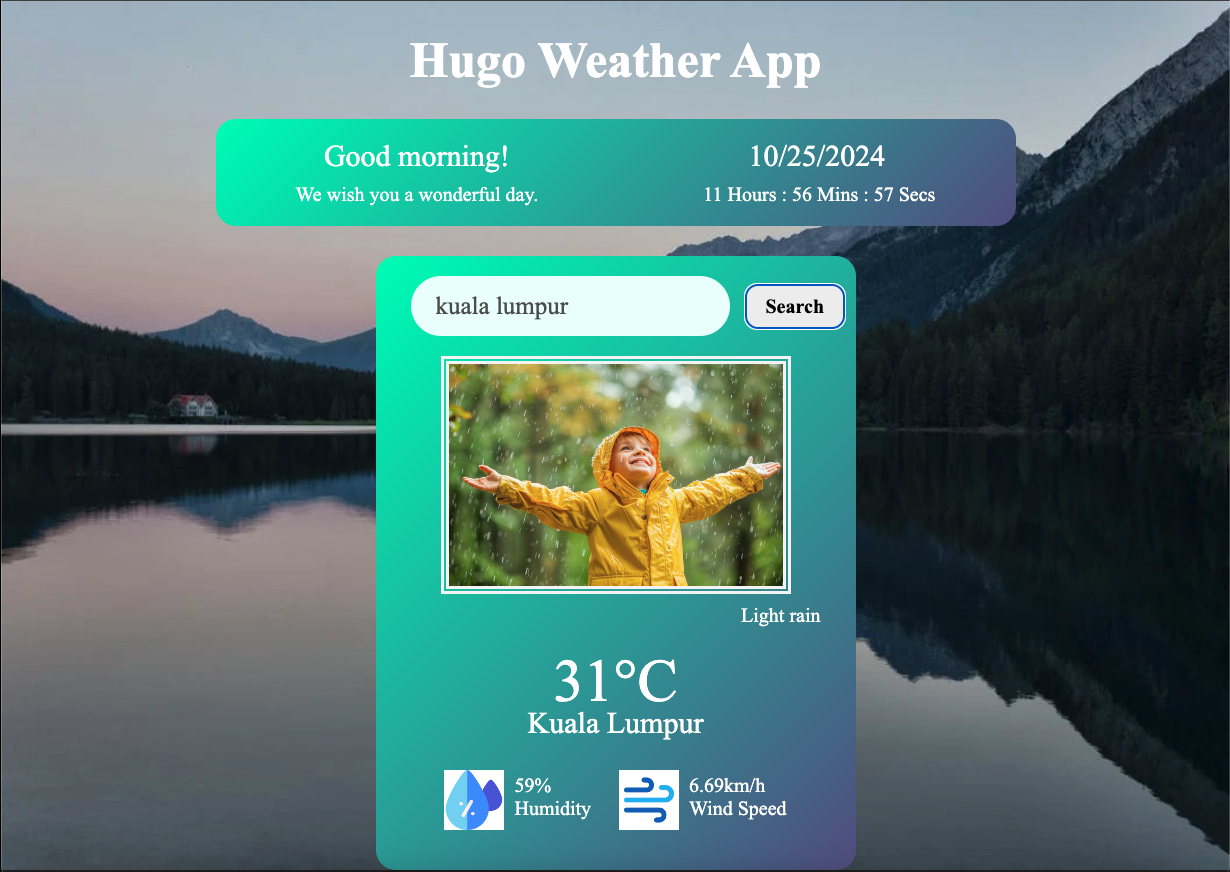 Hugo Weather App
Good morning!
We wish you a wonderful day.
10/25/2024
11 Hours : 56 Mins : 57 Secs
kuala lumpur
Search
Light rain
31°C
Kuala Lumpur
59%
Humidity
6.69km/h
Wind Speed